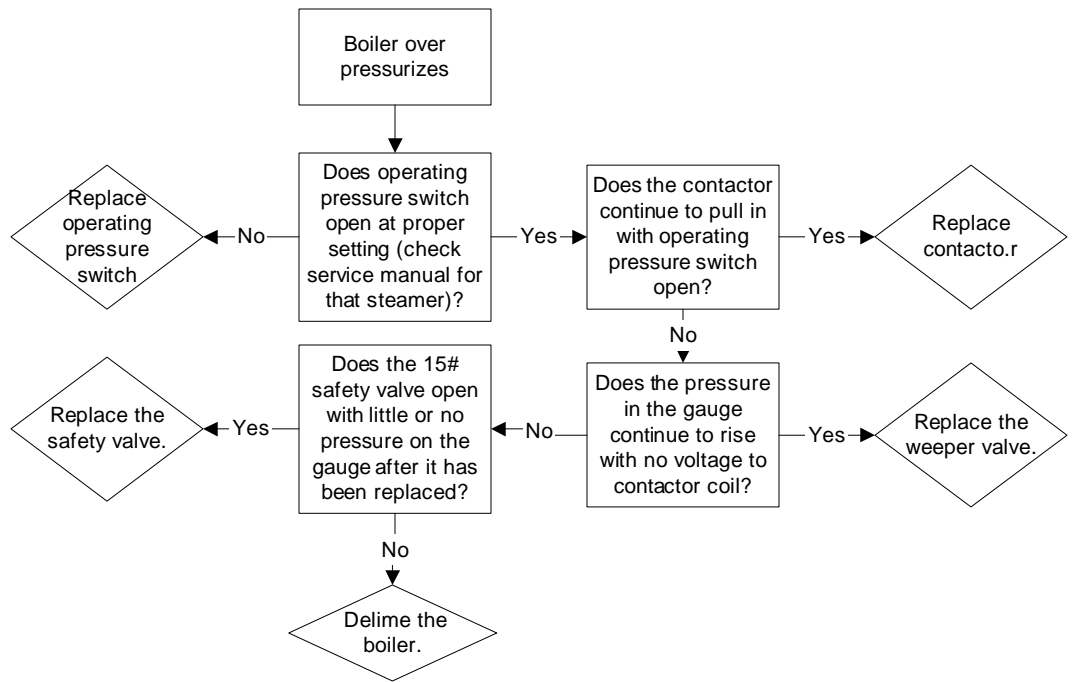 Boiler over
pressurizes
Does operating
pressure switch
open at proper
setting (check
service manual for
that steamer)?
No
Replace
operating
pressure
switch
Yes
Does the contactor
continue to pull in
with operating
pressure switch
open?
Yes
Replace
contacto.r
No
Does the pressure
in the gauge
continue to rise
with no voltage to
contactor coil?
Yes
Replace the
weeper valve.
No
Does the 15#
safety valve open
with little or no
pressure on the
gauge after it has
been replaced?
Yes
Replace the
safety valve.
No
Delime the
boiler.